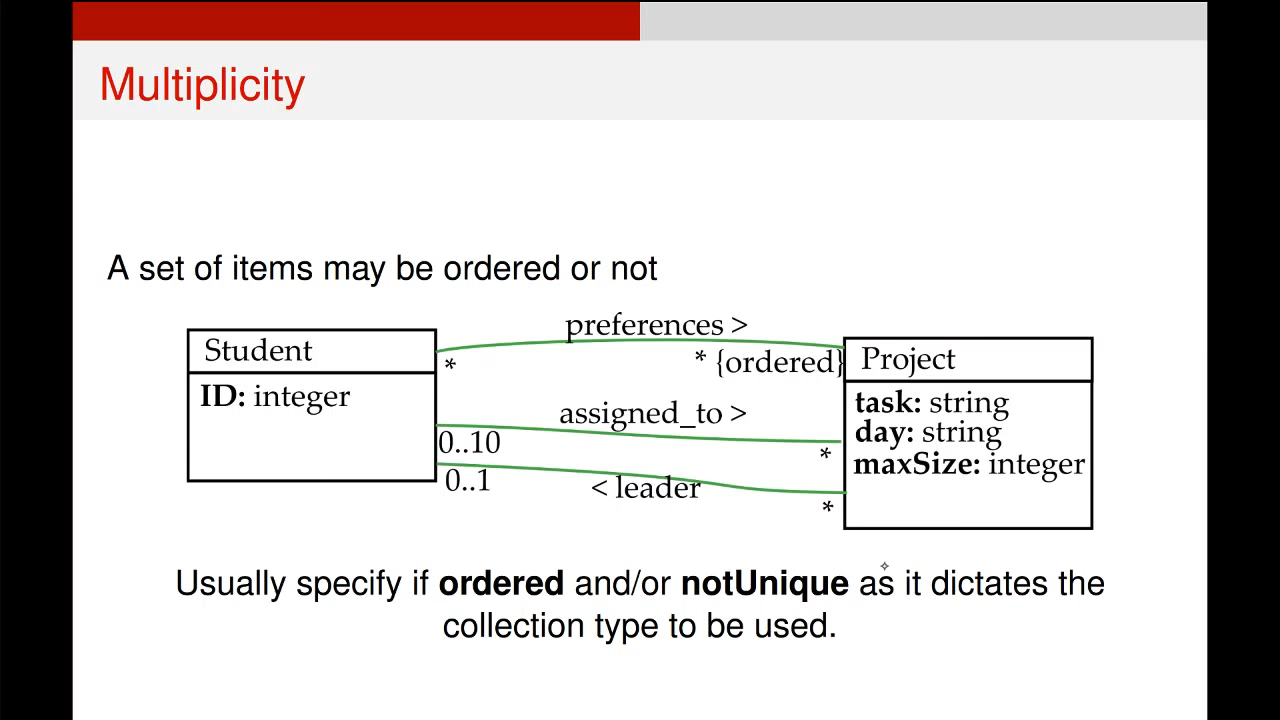 Multiplicity
A set of items may be ordered or not
preferences >
Student
*
* {ordered}
Project
ID: integer
task: string
assigned_to >
day: string
0..10
*
maxSize: integer
0..1
< leader
*
Usually specify if ordered and/or notUnique as it dictates the
collection type to be used.